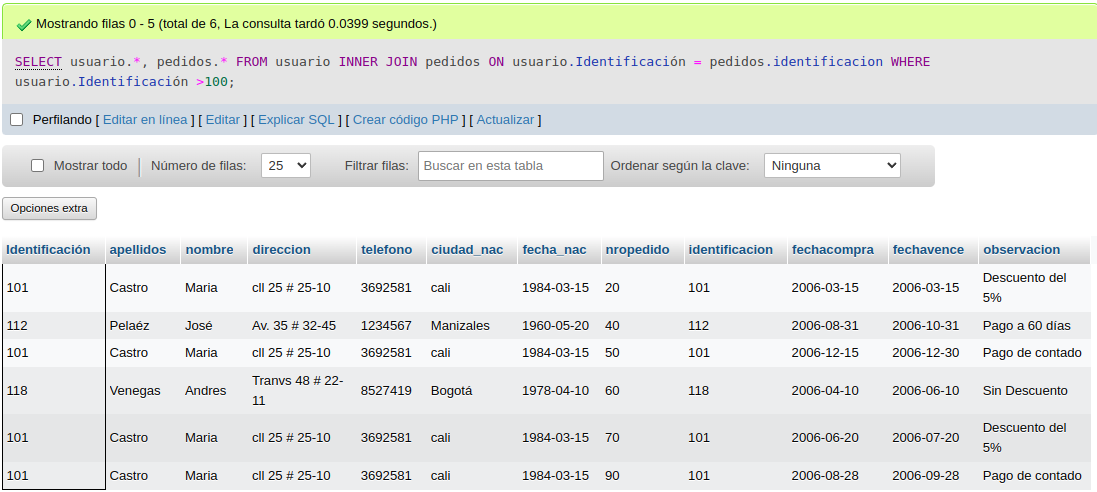 Mostrando filas 0 - 5 (total de 6, La consulta tardó 0.0399 segundos.)
SELECT usuario.*, pedidos.* FROM usuario INNER JOIN pedidos ON usuario.Identificación = pedidos.identificacion WHERE
usuario.Identificación >100;
Perfilando [ Editar en línea ] [ Editar ] [ Explicar SQL ] [ Crear código PHP ] [ Actualizar ]
Mostrar todo | Número de filas: 25 Filtrar filas: Buscar en esta tabla Ordenar según la clave: Ninguna
Opciones extra
Identificación apellidos nombre direccion telefono ciudad_nac fecha_nac nropedido identificacion fechacompra fechavence observacion
101 Castro Maria cll 25 # 25-10 3692581 cali 1984-03-15 20 101 2006-03-15 2006-03-15 Descuento del
5%
112 Pelaéz José Av. 35 # 32-45 1234567 Manizales 1960-05-20 40 112 2006-08-31 2006-10-31 Pago a 60 días
101 Castro Maria cll 25 # 25-10 3692581 cali 1984-03-15 50 101 2006-12-15 2006-12-30 Pago de contado
118 Venegas Andres Tranvs 48 # 22-
11 8527419 Bogotá 1978-04-10 60 118 2006-04-10 2006-06-10 Sin Descuento
101 Castro Maria cll 25 # 25-10 3692581 cali 1984-03-15 70 101 2006-06-20 2006-07-20 Descuento del
5%
101 Castro Maria cll 25 # 25-10 3692581 cali 1984-03-15 90 101 2006-08-28 2006-09-28 Pago de contado